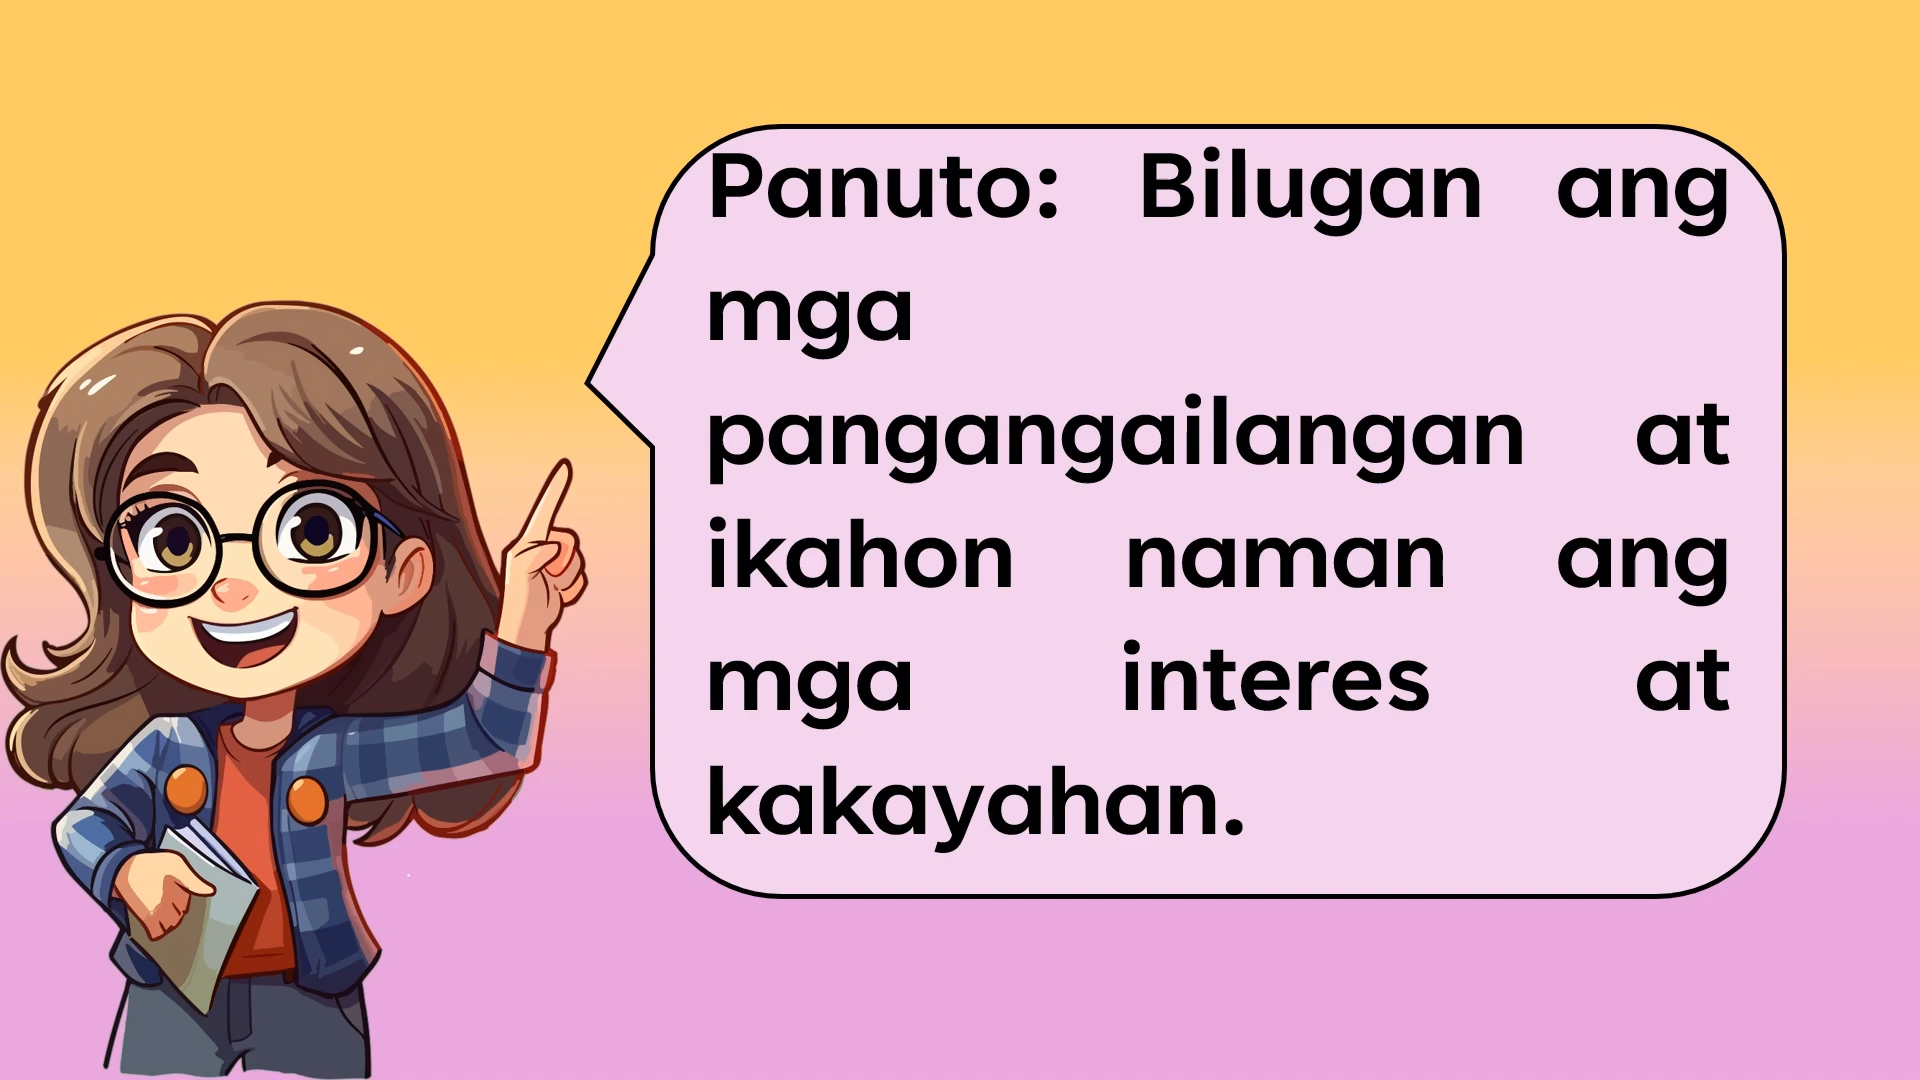 Panuto: Bilugan ang
mga
pangangailangan at
ikahon naman ang
mga interes at
kakayahan.